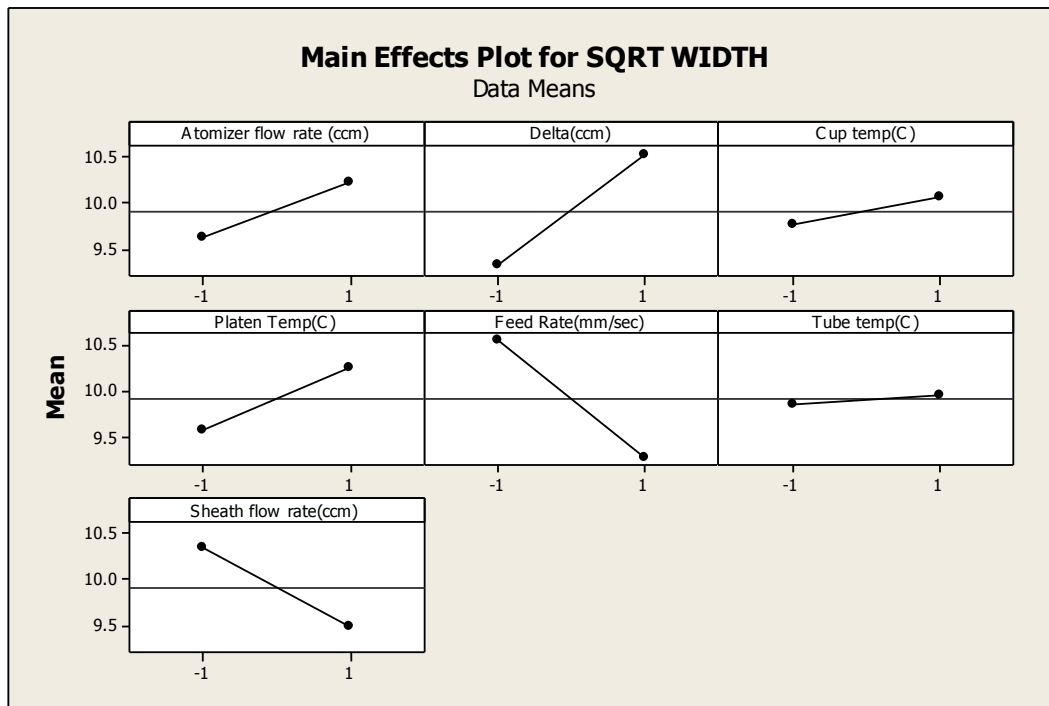 Main Effects Plot for SQRT WIDTH
Data Means
Atomizer flow rate (ccm) Delta(ccm) Cup temp(C)
10.5
10.0
9.5
-1 1 -1 1 -1 1
Platen Temp(C) Feed Rate(mm/sec) Tube temp(C)
10.5
10.0
9.5
-1 1 -1 1 -1 1
Mean
Sheath flow rate(ccm)
10.5
10.0
9.5
-1 1